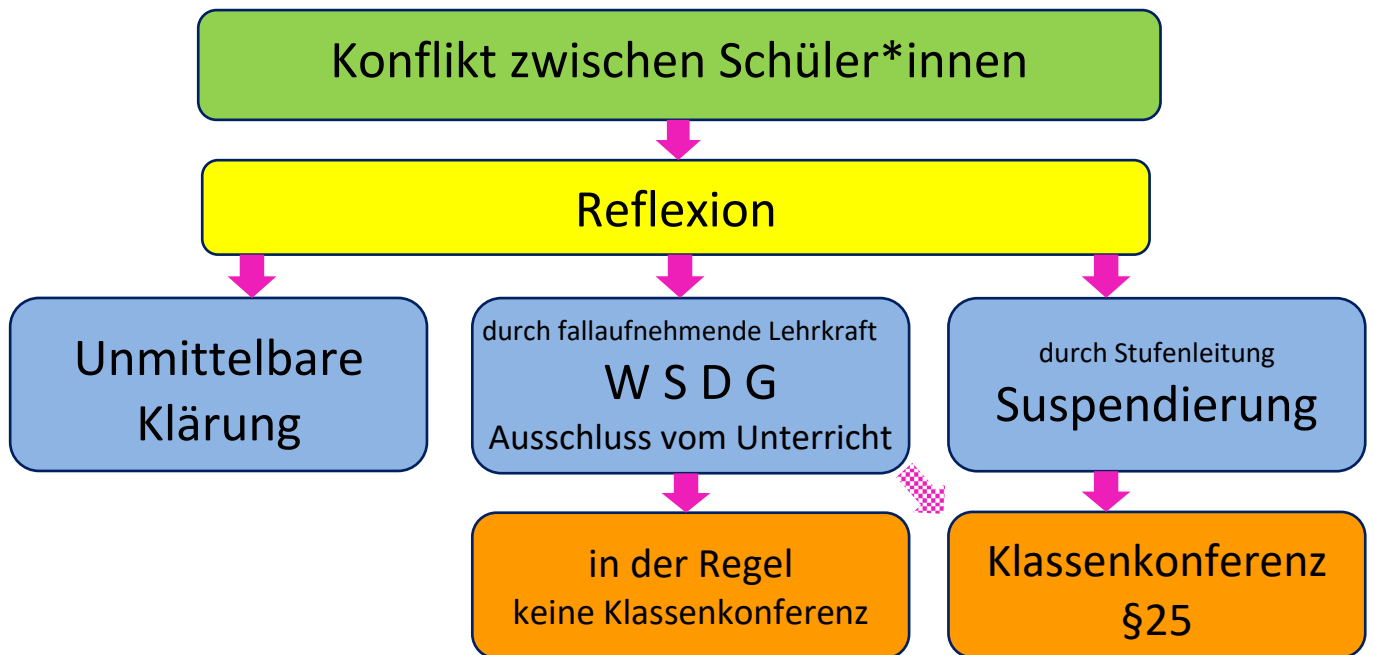 Konflikt zwischen Schüler*innen
Reflexion
Unmittelbare
Klärung
durch fallaufnehmende Lehrkraft
W S D G
Ausschluss vom Unterricht
durch Stufenleitung
Suspendierung
in der Regel
keine Klassenkonferenz
Klassenkonferenz
§25